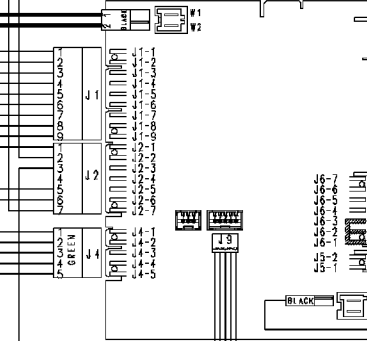 1
2
BLACK
W1
W2
1
2
3
4
5
6
7
8
9
J1
J1-1
J1-2
J1-3
J1-4
J1-5
J1-6
J1-7
J1-8
J1-9
1
2
3
4
5
6
7
J2
J2-1
J2-2
J2-3
J2-4
J2-5
J2-6
J2-7
1
2
3
4
5
GREEN
J4
J4-1
J4-2
J4-3
J4-4
J4-5
J9
J6-7
J6-6
J6-5
J6-4
J6-3
J6-2
J6-1
J5-2
J5-1
BLACK